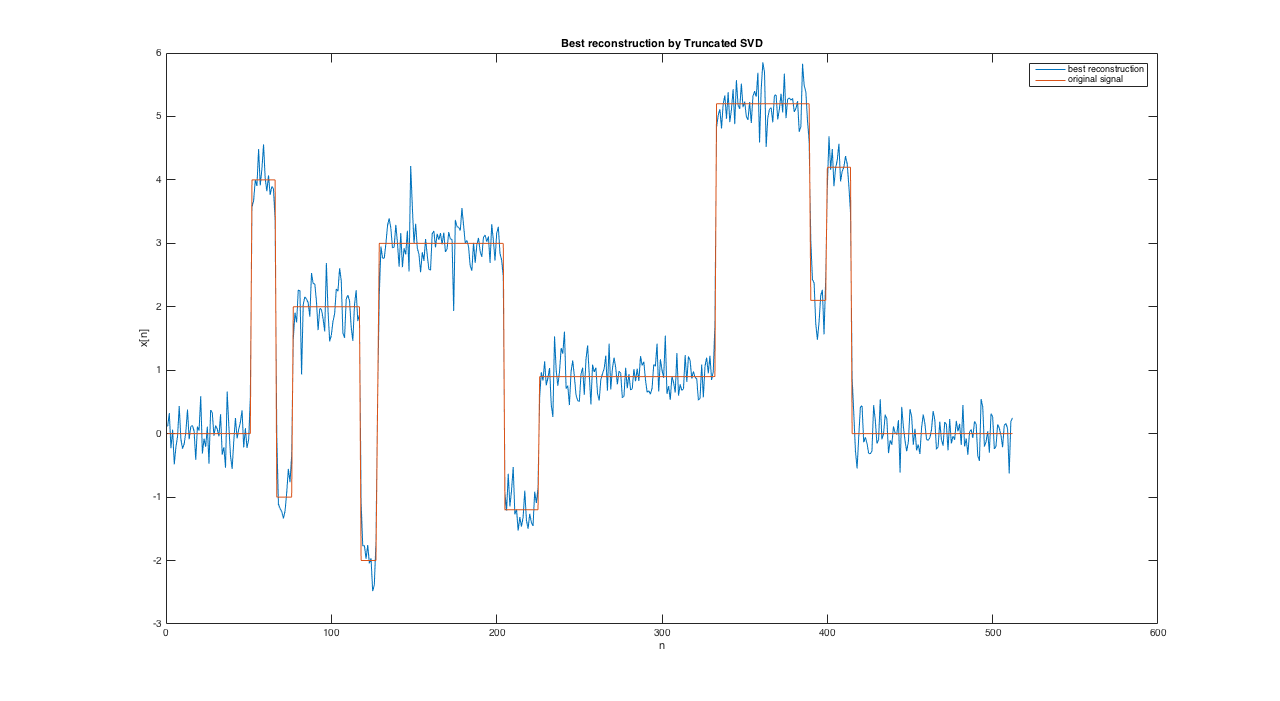 Best reconstruction by Truncated SVD
best reconstruction
original signal
6
5
4
3
2
1
0
-1
-2
-3
x[n]
0 100 200 300 400 500 600
n